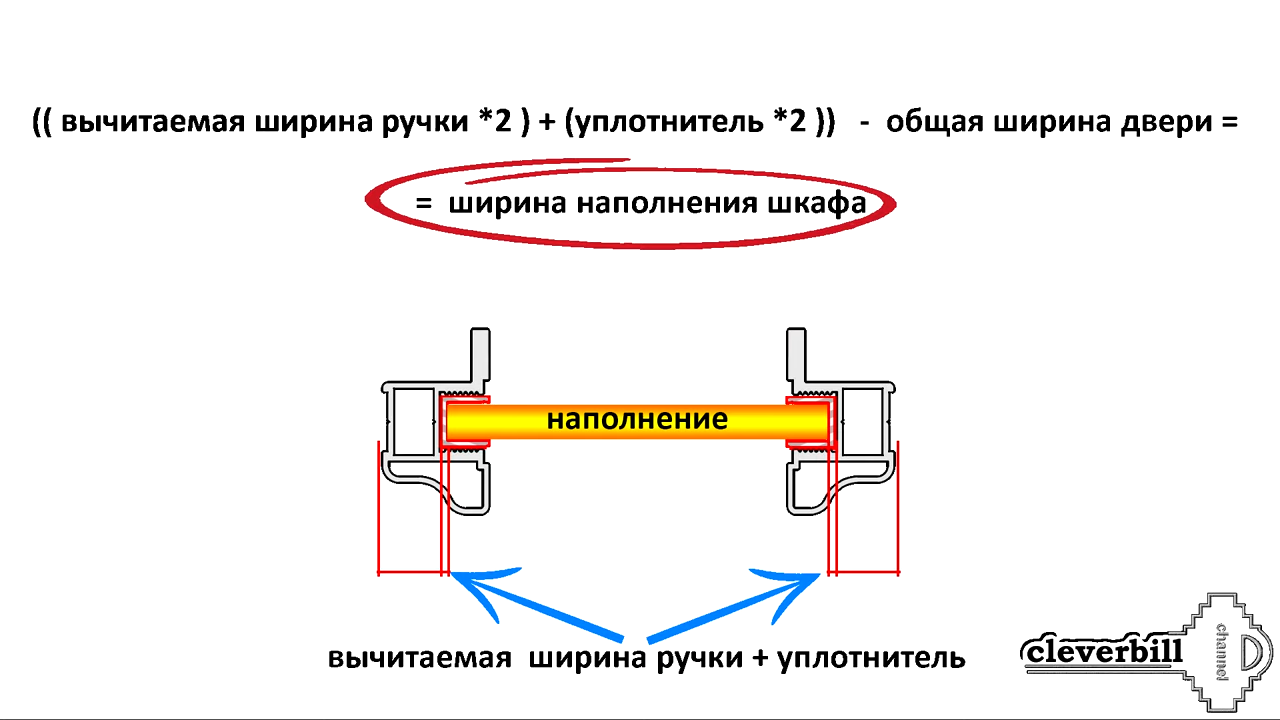 (( вычитаемая ширина ручки *2 ) + (уплотнитель *2 )) - общая ширина двери =
= ширина наполнения шкафа
наполнение
вычитаемая ширина ручки + уплотнитель
cleverbill
channel